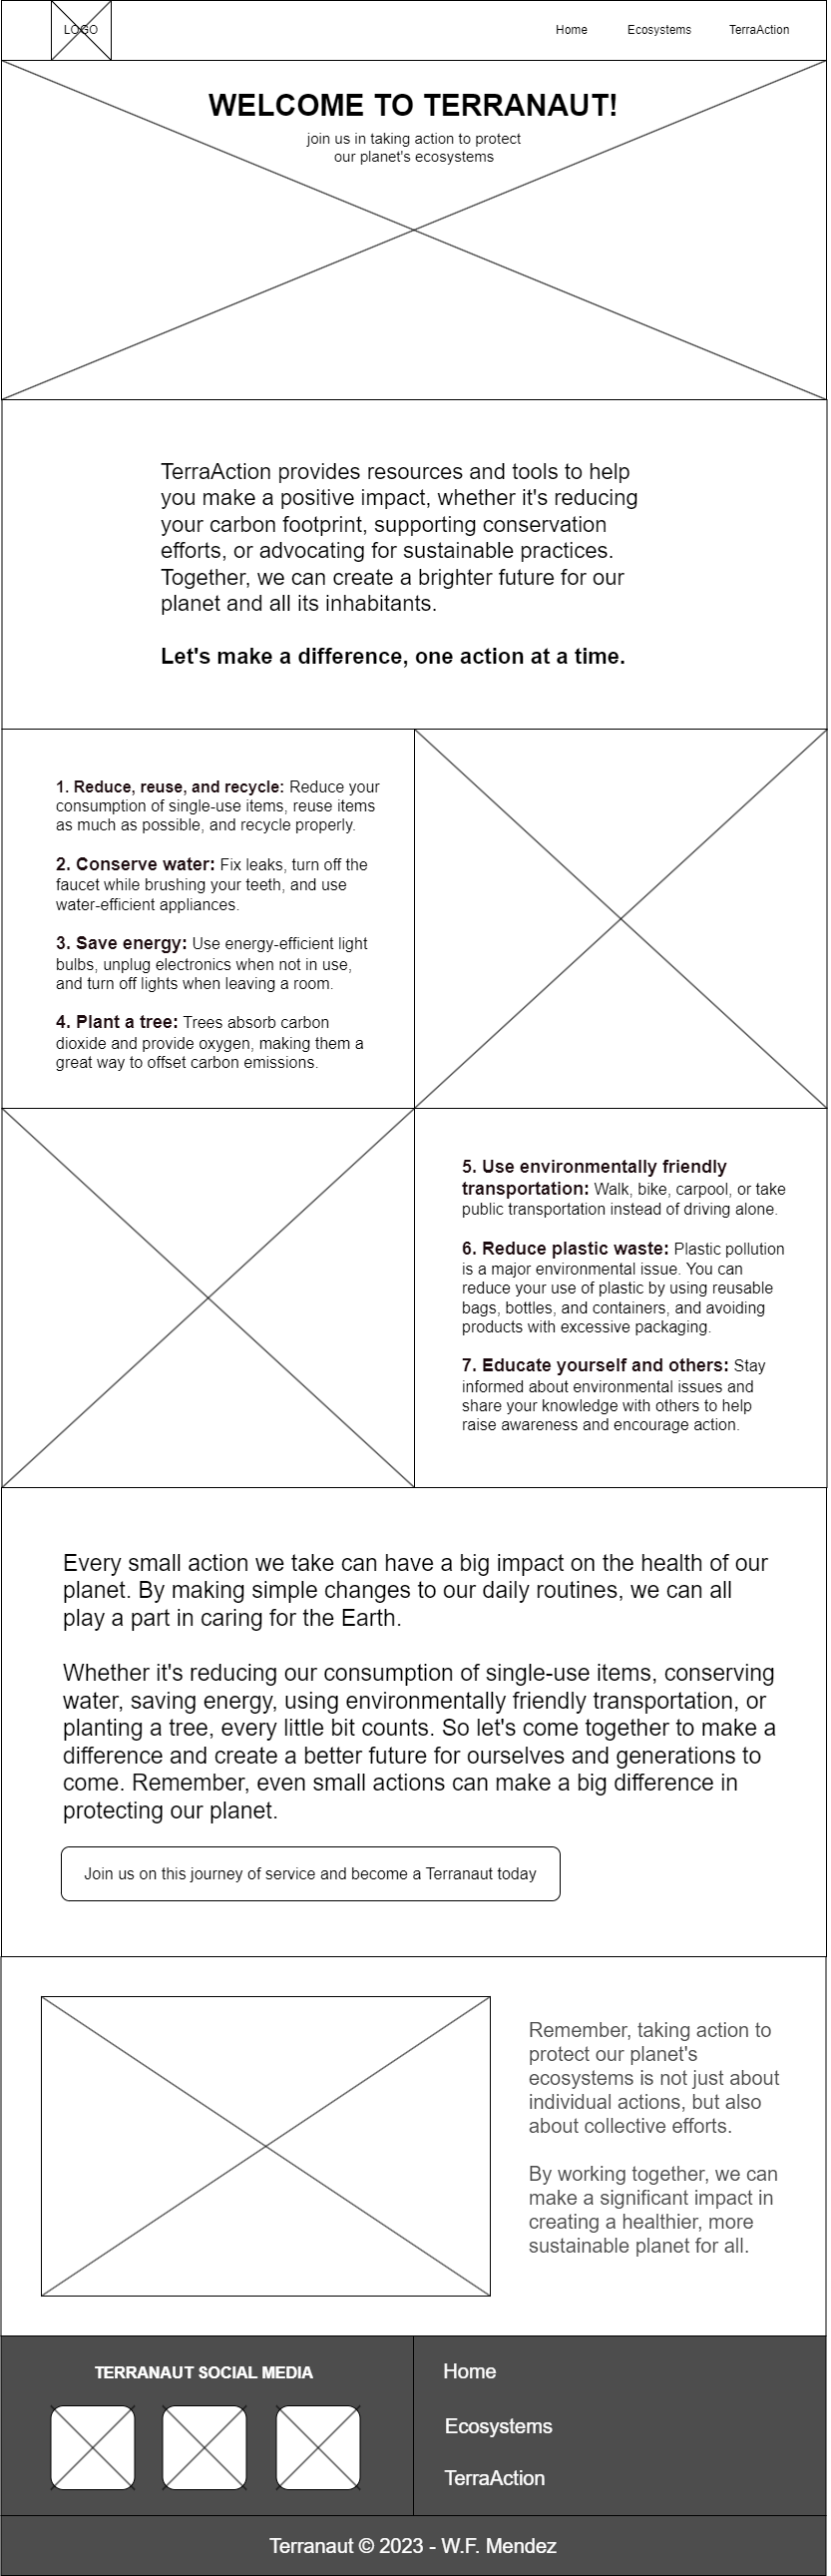 LOGO
Home
Ecosystems
TerraAction
WELCOME TO TERRANAUT!
join us in taking action to protect
our planet's ecosystems
TerraAction provides resources and tools to help
you make a positive impact, whether it's reducing
your carbon footprint, supporting conservation
efforts, or advocating for sustainable practices.
Together, we can create a brighter future for our
planet and all its inhabitants.
Let's make a difference, one action at a time.
1. Reduce, reuse, and recycle: Reduce your
consumption of single-use items, reuse items
as much as possible, and recycle properly.
2. Conserve water: Fix leaks, turn off the
faucet while brushing your teeth, and use
water-efficient appliances.
3. Save energy: Use energy-efficient light
bulbs, unplug electronics when not in use,
and turn off lights when leaving a room.
4. Plant a tree: Trees absorb carbon
dioxide and provide oxygen, making them a
great way to offset carbon emissions.
5. Use environmentally friendly
transportation: Walk, bike, carpool, or take
public transportation instead of driving alone.
6. Reduce plastic waste: Plastic pollution
is a major environmental issue. You can
reduce your use of plastic by using reusable
bags, bottles, and containers, and avoiding
products with excessive packaging.
7. Educate yourself and others: Stay
informed about environmental issues and
share your knowledge with others to help
raise awareness and encourage action.
Every small action we take can have a big impact on the health of our
planet. By making simple changes to our daily routines, we can all
play a part in caring for the Earth.
Whether it's reducing our consumption of single-use items, conserving
water, saving energy, using environmentally friendly transportation, or
planting a tree, every little bit counts. So let's come together to make a
difference and create a better future for ourselves and generations to
come. Remember, even small actions can make a big difference in
protecting our planet.
Join us on this journey of service and become a Terranaut today
Remember, taking action to
protect our planet's
ecosystems is not just about
individual actions, but also
about collective efforts.
By working together, we can
make a significant impact in
creating a healthier, more
sustainable planet for all.
TERRANAUT SOCIAL MEDIA
Home
Ecosystems
TerraAction
Terranaut © 2023 - W.F. Mendez